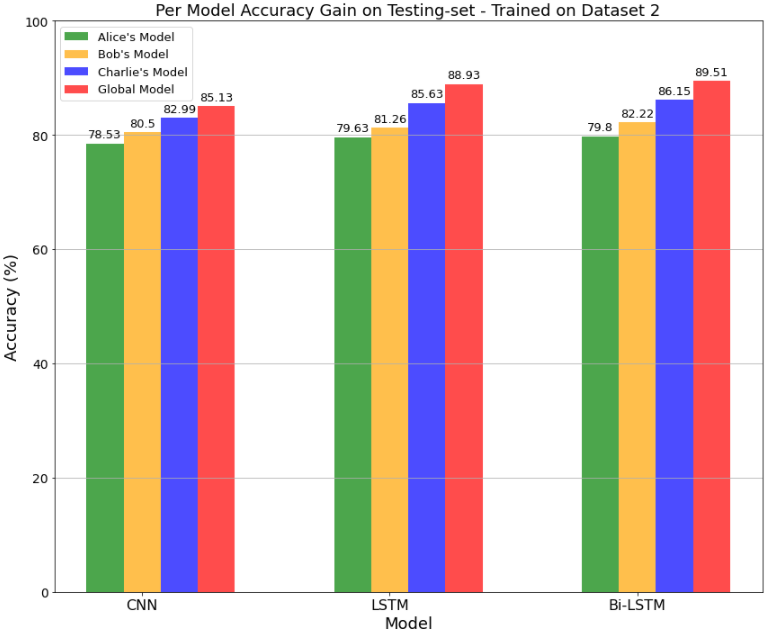 Per Model Accuracy Gain on Testing-set - Trained on Dataset 2
100
80
60
40
20
0
Accuracy (%)
Alice's Model
Bob's Model
Charlie's Model
Global Model
78.53
80.5
82.99
85.13
79.63
81.26
85.63
88.93
79.8
82.22
86.15
89.51
CNN
LSTM
Bi-LSTM
Model